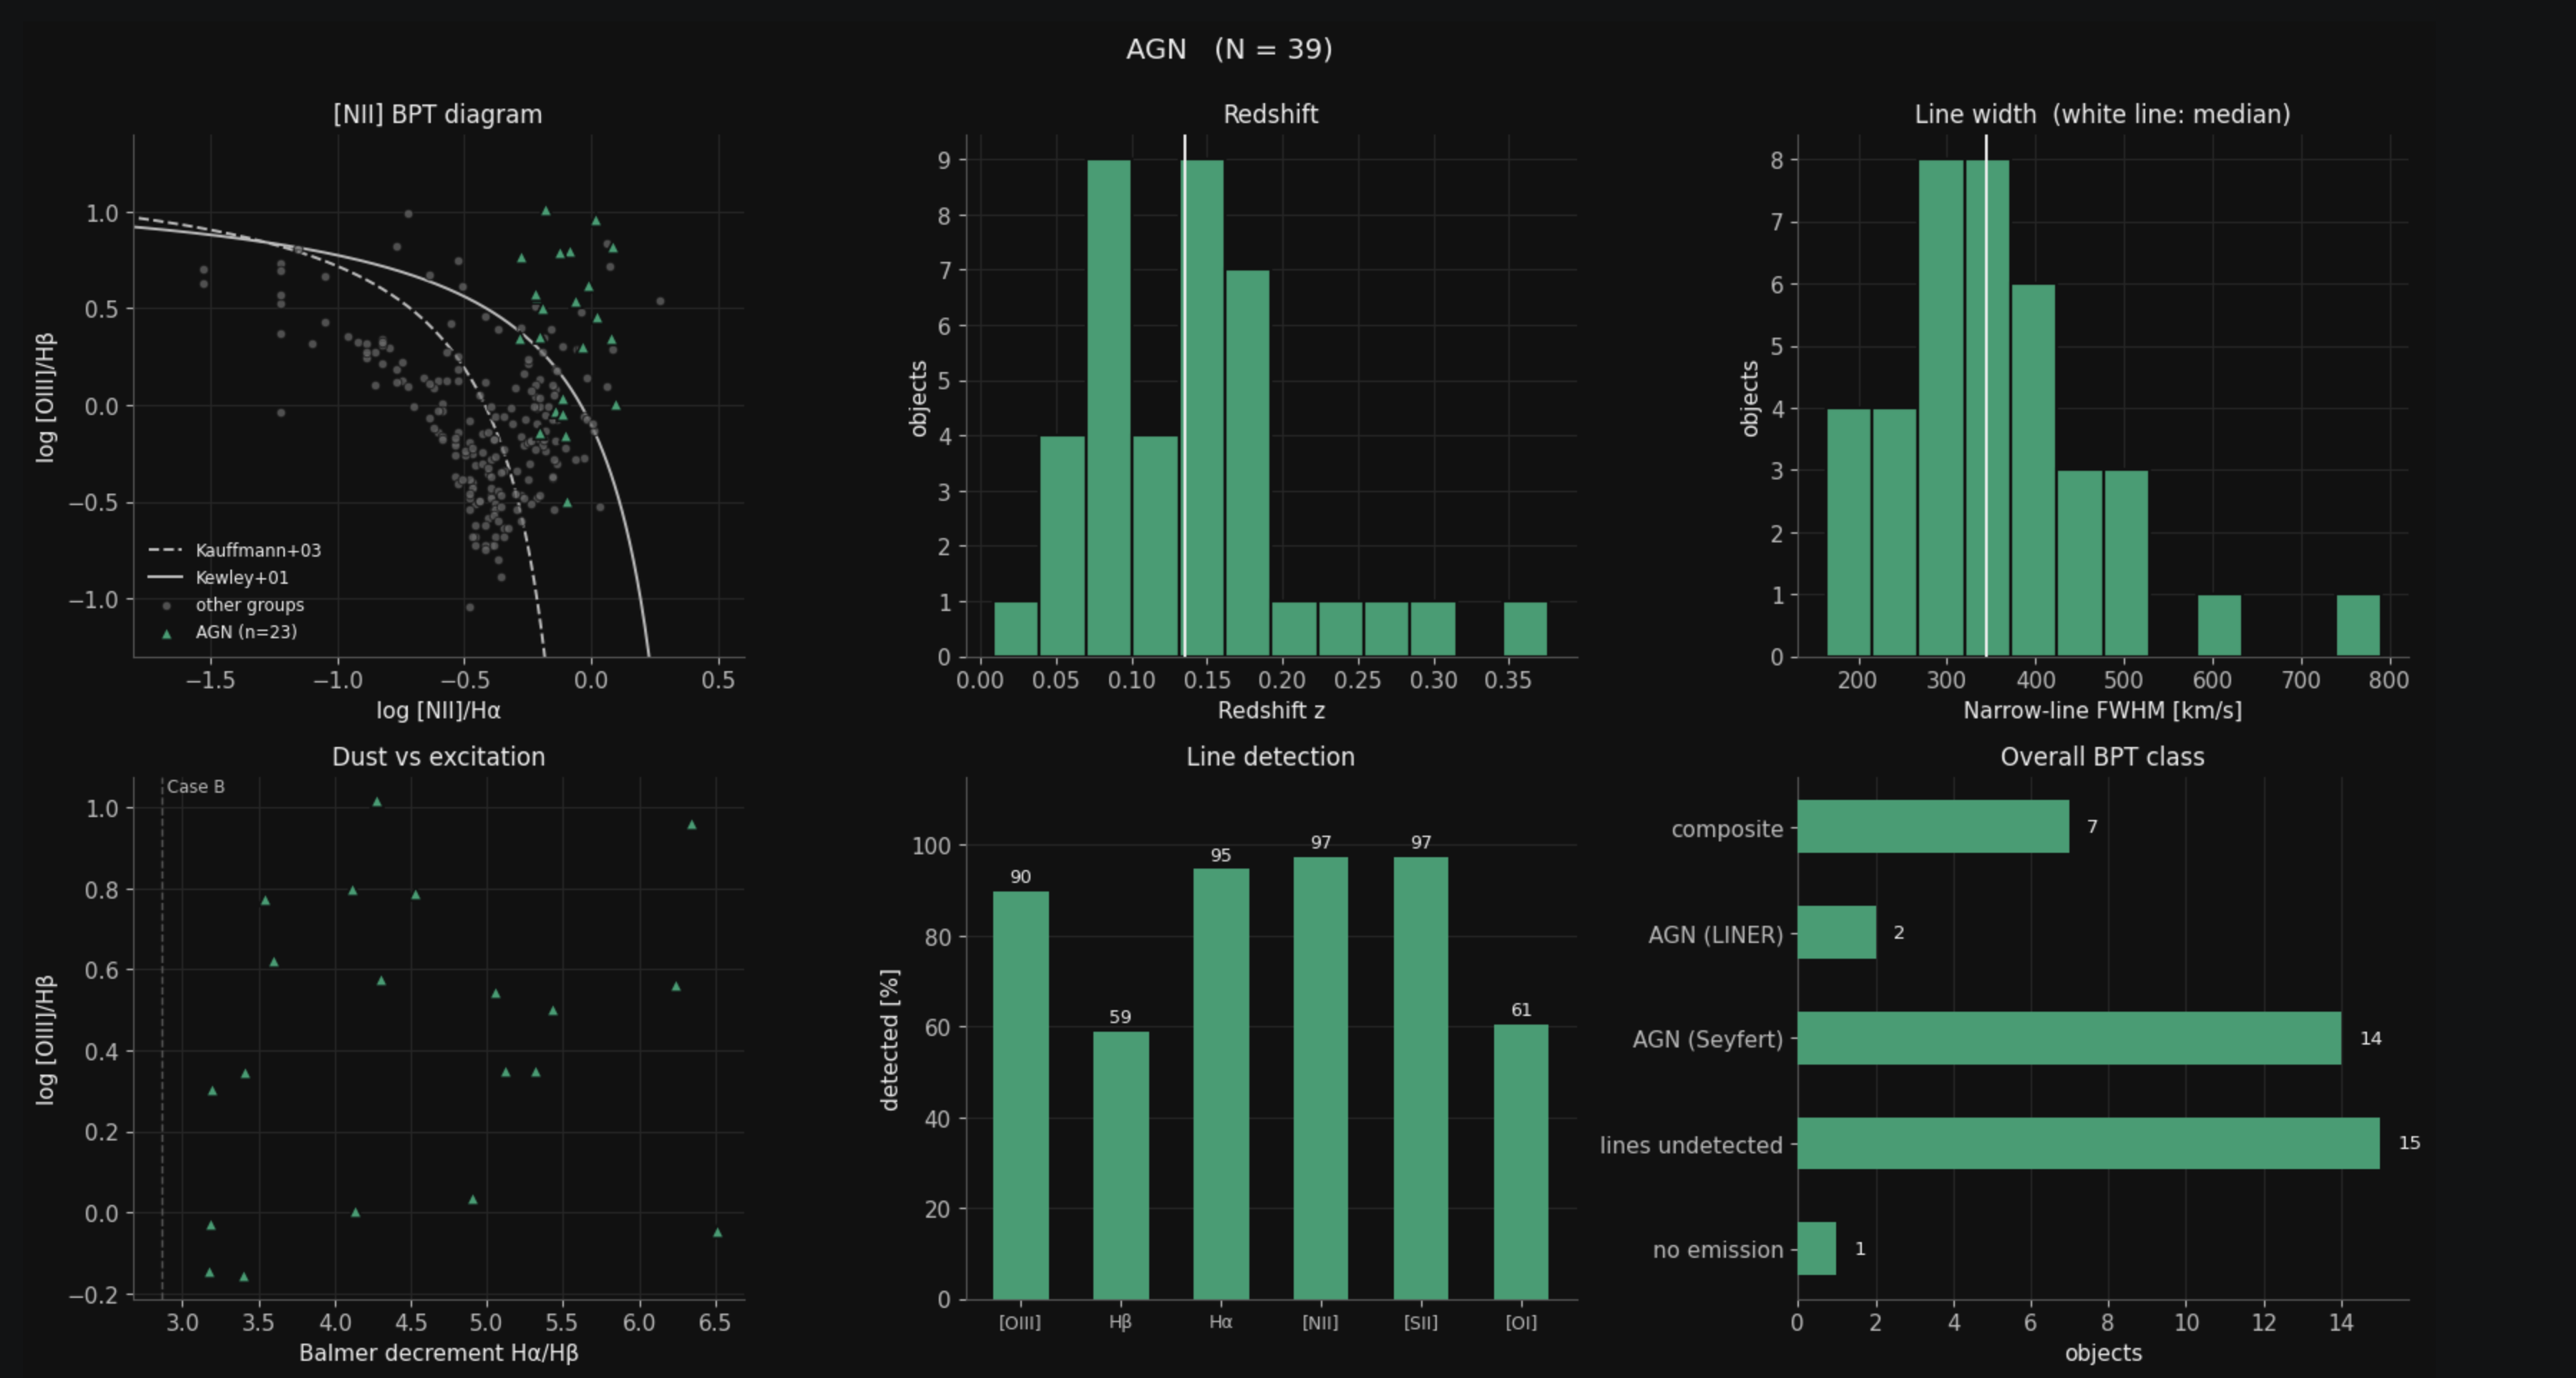 AGN (N = 39)
[NII] BPT diagram
1.0
0.5
0.0
−0.5
−1.0
log [OIII]/Hβ
Kauffmann+03
Kewley+01
other groups
AGN (n=23)
−1.5 −1.0 −0.5 0.0 0.5
log [NII]/Hα
Redshift
9
8
7
6
5
4
3
2
1
0
objects
0.00 0.05 0.10 0.15 0.20 0.25 0.30 0.35
Redshift z
Line width (white line: median)
8
7
6
5
4
3
2
1
0
objects
200 300 400 500 600 700 800
Narrow-line FWHM [km/s]
Dust vs excitation
Case B
1.0
0.8
0.6
0.4
0.2
0.0
−0.2
log [OIII]/Hβ
3.0 3.5 4.0 4.5 5.0 5.5 6.0 6.5
Balmer decrement Hα/Hβ
Line detection
100
80
60
40
20
0
detected [%]
90 59 95 97 97 61
[OIII] Hβ Hα [NII] [SII] [OI]
Overall BPT class
composite 7
AGN (LINER) 2
AGN (Seyfert) 14
lines undetected 15
no emission 1
0 2 4 6 8 10 12 14
objects